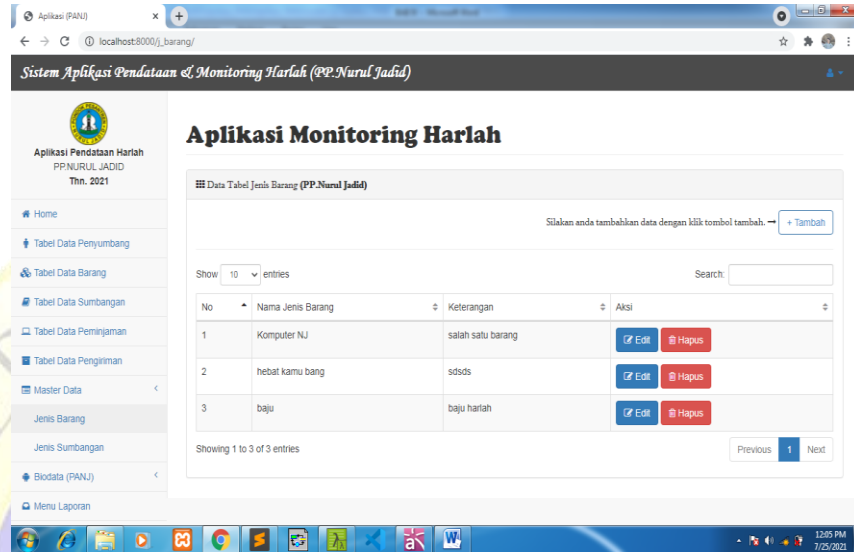 Aplikasi (PANJ)
localhost:8000/j_barang/
Sistem Aplikasi Pendataan & Monitoring Harlah (PP.Nurul Jadid)
Aplikasi Pendataan Harlah
PP.NURUL JADID
Thn. 2021
Home
Tabel Data Penyumbang
Tabel Data Barang
Tabel Data Sumbangan
Tabel Data Peminjaman
Tabel Data Pengiriman
Master Data
Jenis Barang
Jenis Sumbangan
Biodata (PANJ)
Menu Laporan
Aplikasi Monitoring Harlah
Data Tabel Jenis Barang (PP.Nurul Jadid)
Silakan anda tambahkan data dengan klik tombol tambah. → + Tambah
Show 10 entries Search:
No Nama Jenis Barang Keterangan Aksi
1 Komputer NJ salah satu barang Edit Hapus
2 hebat kamu bang sdsds Edit Hapus
3 baju baju harlah Edit Hapus
Showing 1 to 3 of 3 entries Previous 1 Next
12:05 PM
7/25/2021